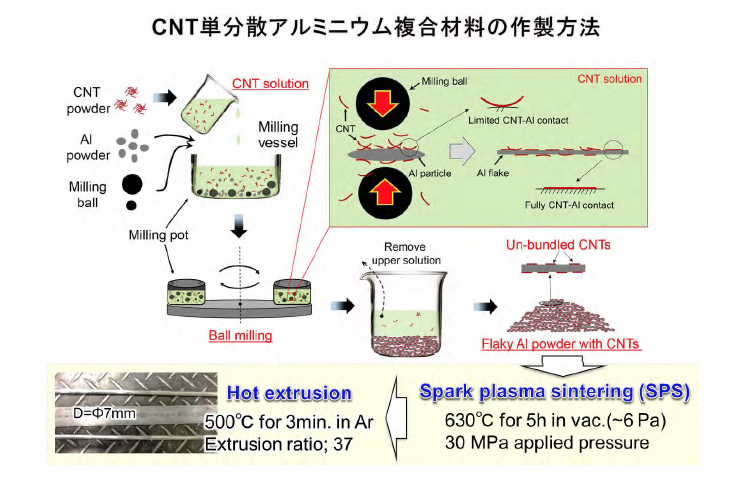 CNT単分散アルミニウム複合材料の作製方法
CNT
powder
Al
powder
Milling
ball
CNT solution
Milling
vessel
Milling pot
Ball milling
CNT solution
Milling ball
CNT
Al particle
Limited CNT-Al contact
Al flake
Fully CNT-Al contact
Remove
upper solution
Un-bundled CNTs
Flaky Al powder with CNTs
Spark plasma sintering (SPS)
630℃ for 5h in vac.(~6 Pa)
30 MPa applied pressure
Hot extrusion
500℃ for 3min. in Ar
Extrusion ratio; 37
D=Φ7mm